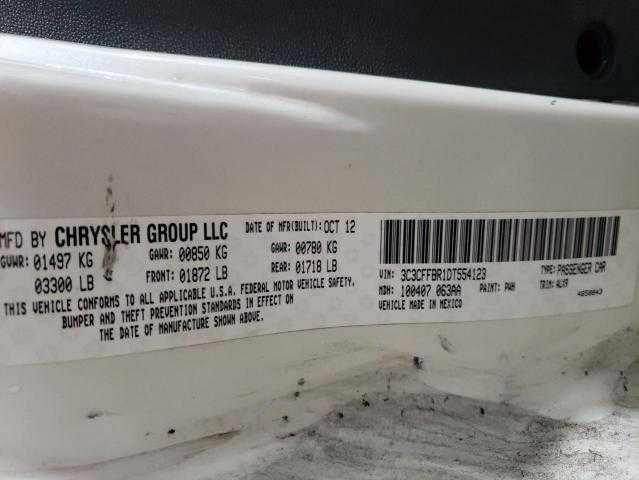 MFD BY CHRYSLER GROUP LLC DATE OF MFR(BUILT): OCT 12
GVWR: 01497 KG GAWR: 00850 KG GAWR: 00780 KG
03300 LB FRONT: 01872 LB REAR: 01718 LB
THIS VEHICLE CONFORMS TO ALL APPLICABLE U.S.A. FEDERAL MOTOR VEHICLE SAFETY,
BUMPER AND THEFT PREVENTION STANDARDS IN EFFECT ON
THE DATE OF MANUFACTURE SHOWN ABOVE.
VIN: 3C3CFFBR1DT554123 TYPE: PASSENGER CAR
MDH: 100407 063AA PAINT: PWH TRIM:
VEHICLE MADE IN MEXICO